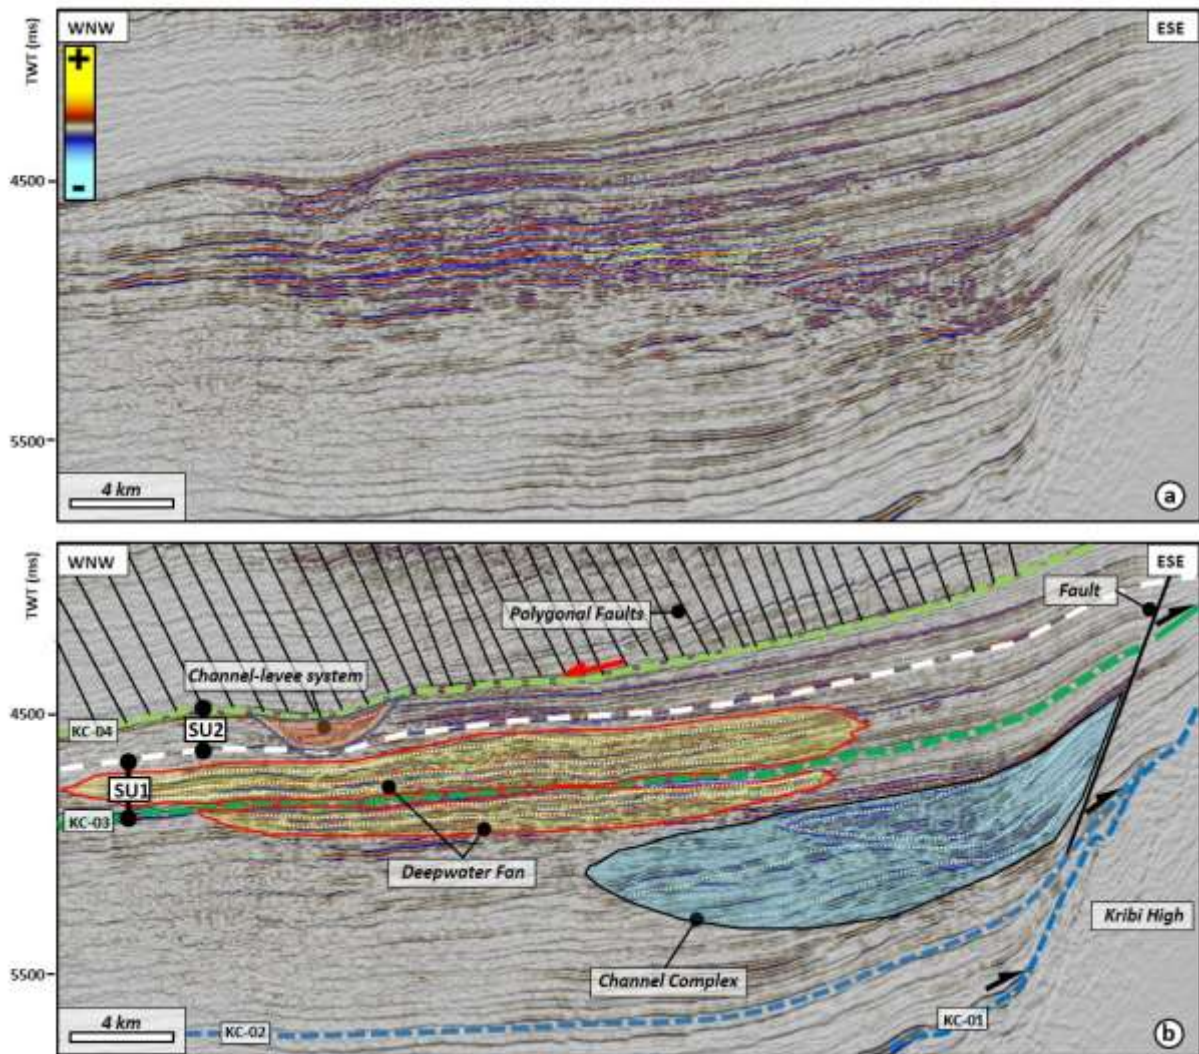 WNW
ESE
TWT (ms)
+
-
4500
5500
4 km
a
WNW
ESE
TWT (ms)
Fault
Polygonal Faults
Channel-levee system
4500
KC-04
SU2
SU1
KC-03
Deepwater Fan
Kribi High
5500
Channel Complex
4 km
KC-02
KC-01
b